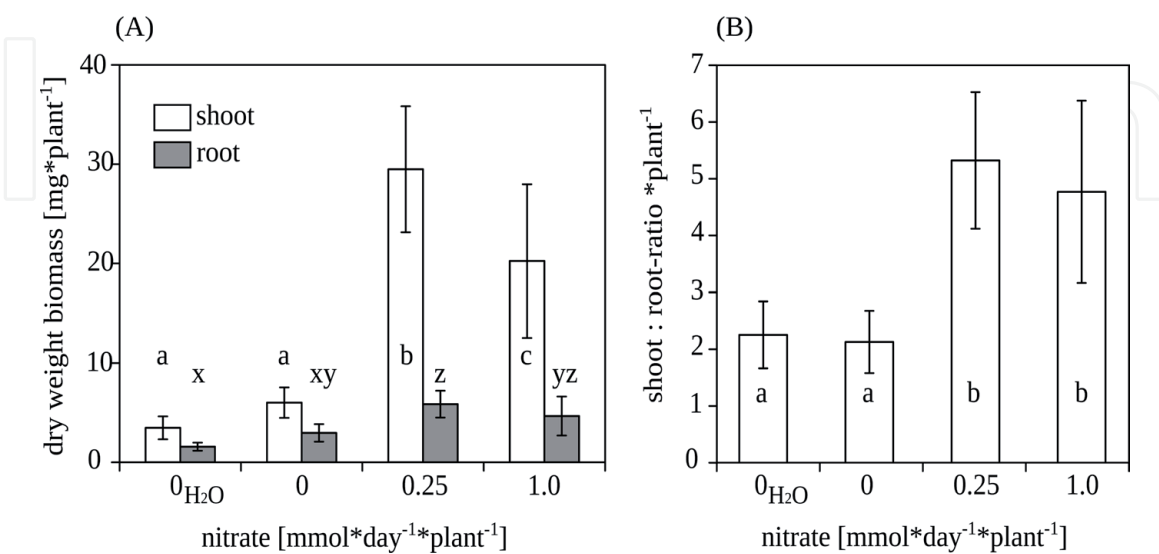 (A)
dry weight biomass [mg*plant⁻¹]
40
30
20
10
0
shoot
root
a
x
a
xy
b
z
c
yz
0H₂O
0
0.25
1.0
nitrate [mmol*day⁻¹*plant⁻¹]
(B)
shoot : root-ratio *plant⁻¹
7
6
5
4
3
2
1
0
a
a
b
b
0H₂O
0
0.25
1.0
nitrate [mmol*day⁻¹*plant⁻¹]